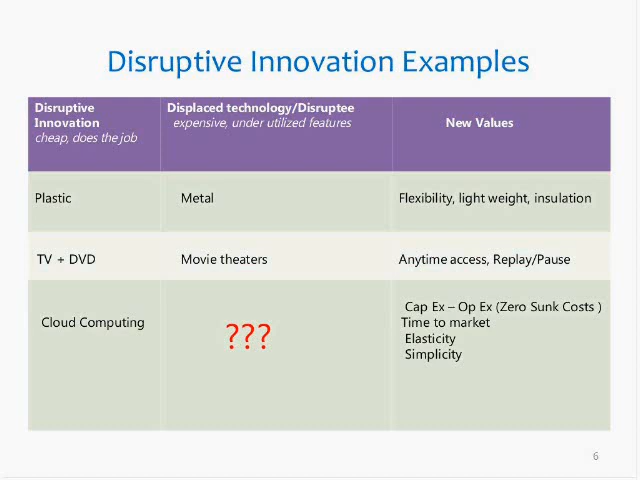 Disruptive Innovation Examples
Disruptive
Innovation
cheap, does the job
Displaced technology/Disruptee
expensive, under utilized features
New Values
Plastic
Metal
Flexibility, light weight, insulation
TV + DVD
Movie theaters
Anytime access, Replay/Pause
Cloud Computing
???
Cap Ex – Op Ex (Zero Sunk Costs )
Time to market
Elasticity
Simplicity
6